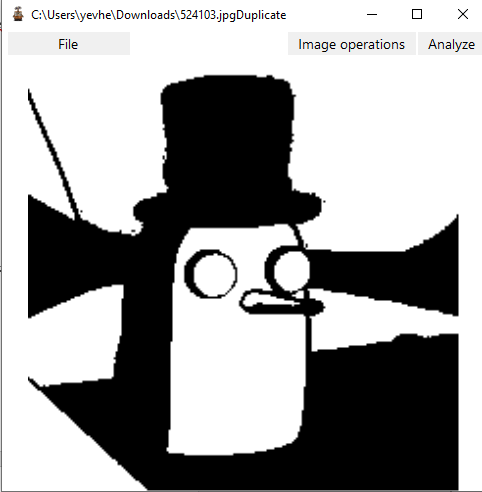 C:\Users\yevhe\Downloads\524103.jpgDuplicate
File Image operations Analyze